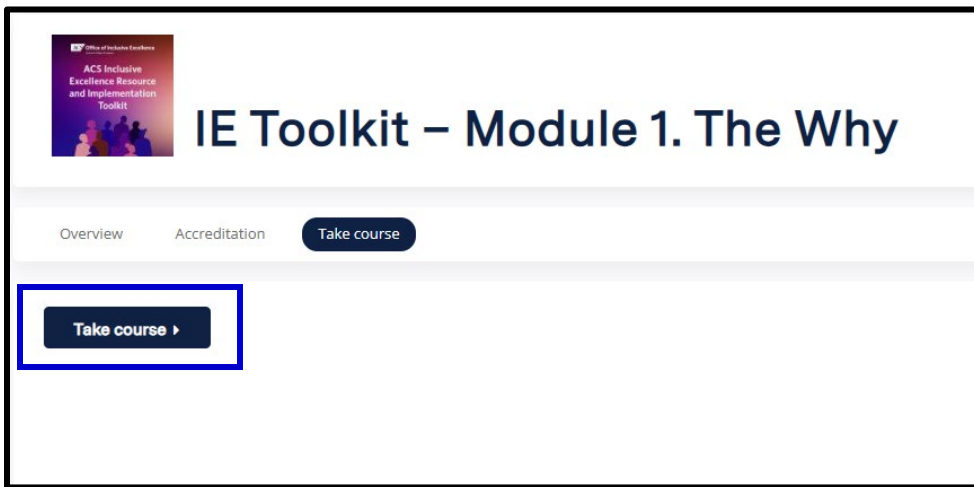 Office of Inclusive Excellence
ACS Inclusive
Excellence Resource
and Implementation
Toolkit
IE Toolkit – Module 1. The Why
Overview Accreditation Take course
Take course